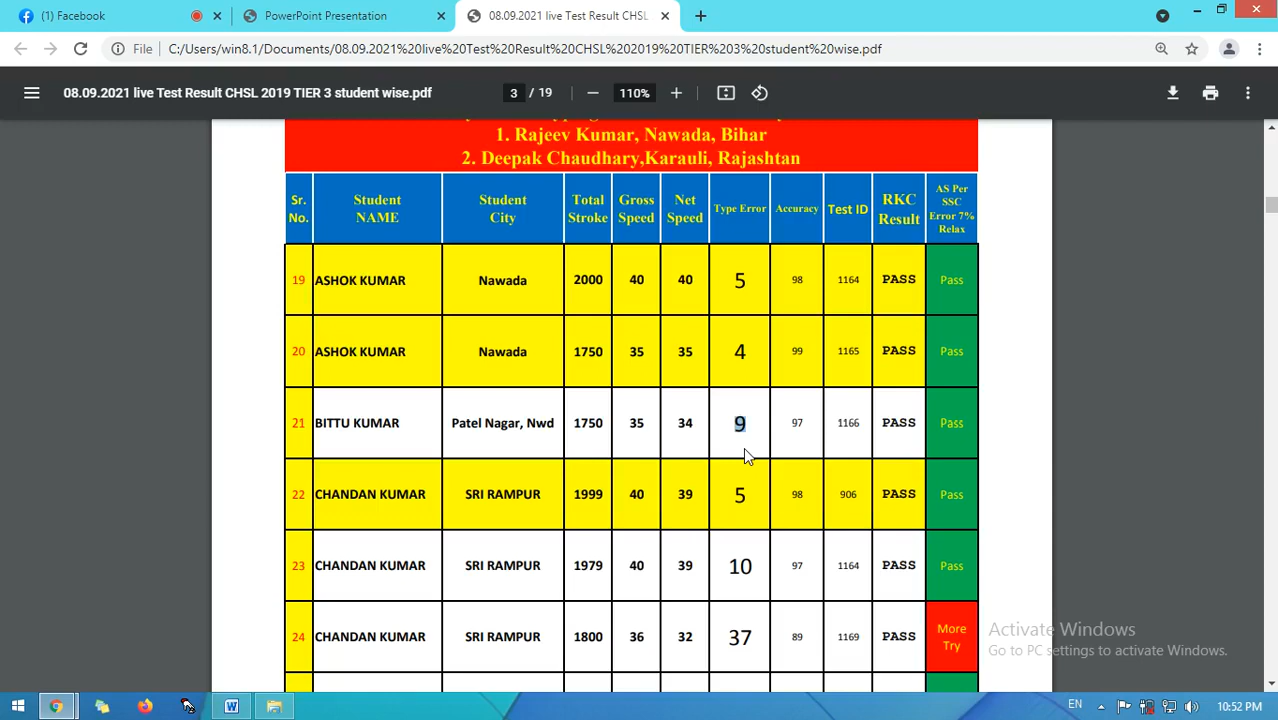 (1) Facebook
PowerPoint Presentation
08.09.2021 live Test Result CHSL
File
C:/Users/win8.1/Documents/08.09.2021%20live%20Test%20Result%20CHSL%202019%20TIER%203%20student%20wise.pdf
08.09.2021 live Test Result CHSL 2019 TIER 3 student wise.pdf
3 / 19
110%
1. Rajeev Kumar, Nawada, Bihar
2. Deepak Chaudhary,Karauli, Rajashtan
Sr. No. Student NAME Student City Total Stroke Gross Speed Net Speed Type Error Accuracy Test ID RKC Result AS Per SSC Error 7% Relax
19 ASHOK KUMAR Nawada 2000 40 40 5 98 1164 PASS Pass
20 ASHOK KUMAR Nawada 1750 35 35 4 99 1165 PASS Pass
21 BITTU KUMAR Patel Nagar, Nwd 1750 35 34 9 97 1166 PASS Pass
22 CHANDAN KUMAR SRI RAMPUR 1999 40 39 5 98 906 PASS Pass
23 CHANDAN KUMAR SRI RAMPUR 1979 40 39 10 97 1164 PASS Pass
24 CHANDAN KUMAR SRI RAMPUR 1800 36 32 37 89 1169 PASS More Try
Activate Windows
Go to PC settings to activate Windows.
EN
10:52 PM